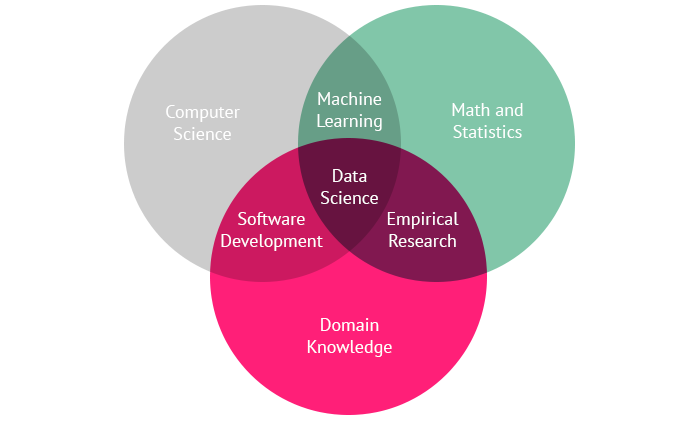 Computer
Science
Machine
Learning
Math and
Statistics
Data
Science
Software
Development
Empirical
Research
Domain
Knowledge